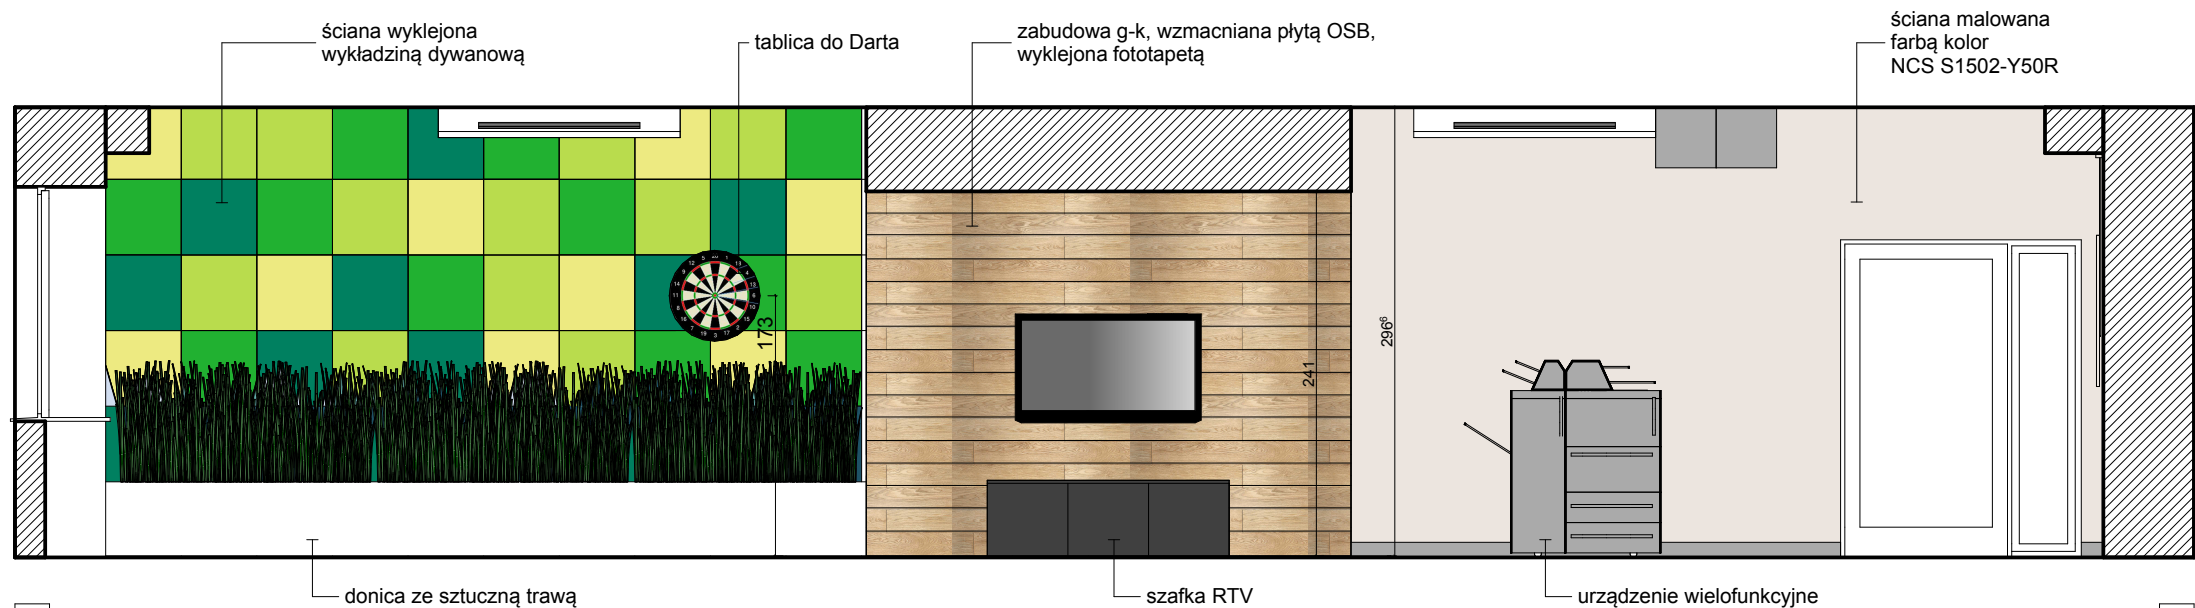 ściana wyklejona
wykładziną dywanową
tablica do Darta
zabudowa g-k, wzmacniana płytą OSB,
wyklejona fototapetą
ściana malowana
farbą kolor
NCS S1502-Y50R
173
241
296⁶
donica ze sztuczną trawą
szafka RTV
urządzenie wielofunkcyjne